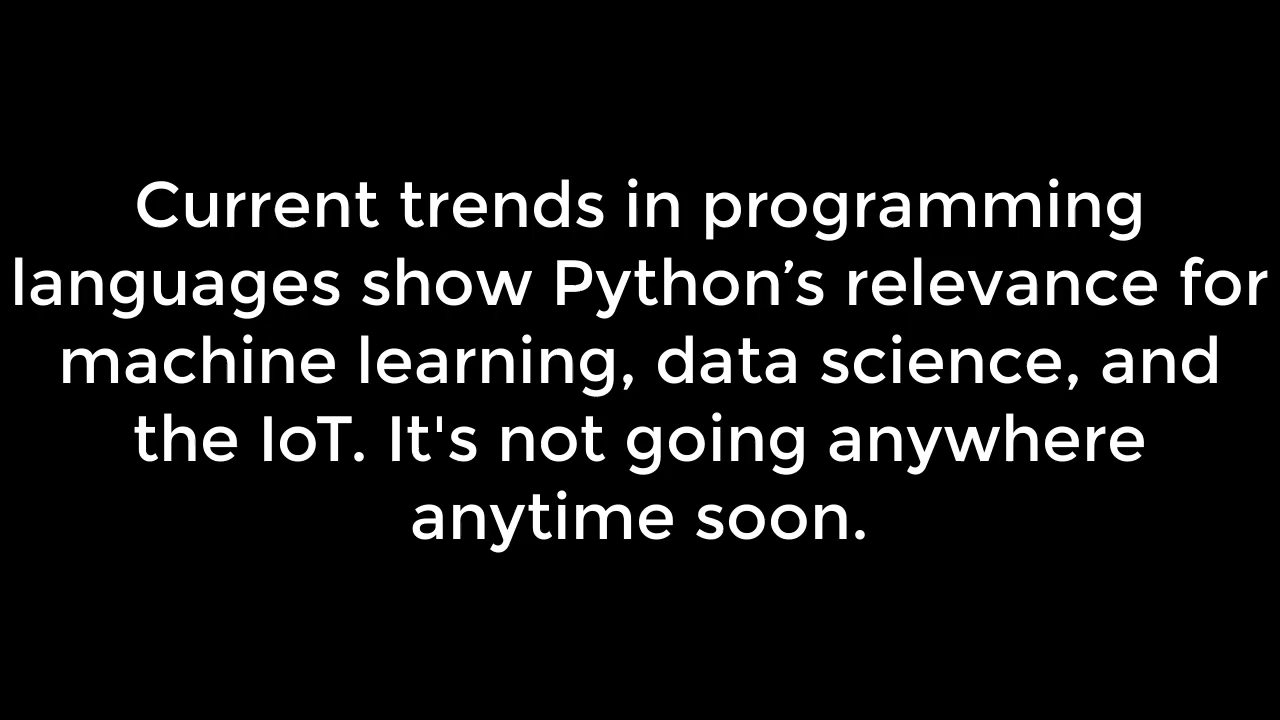 Current trends in programming
languages show Python’s relevance for
machine learning, data science, and
the IoT. It's not going anywhere
anytime soon.